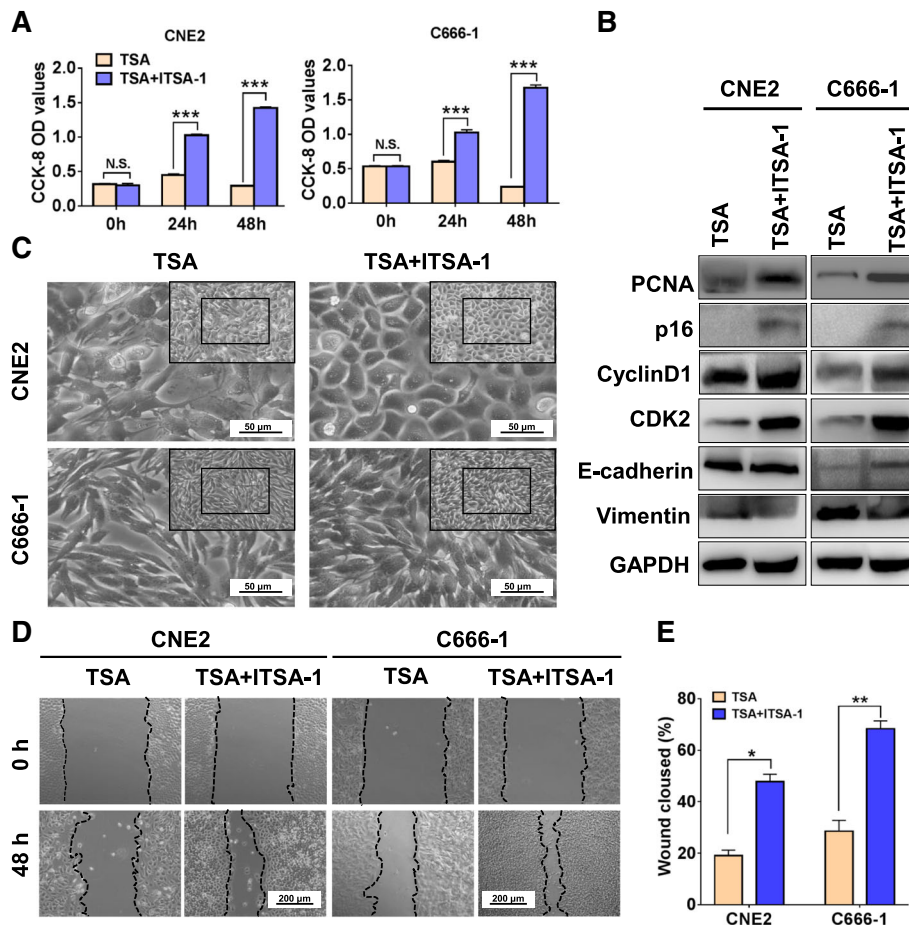 A
CNE2
TSA
TSA+ITSA-1
CCK-8 OD values
2.0
1.5
1.0
0.5
0.0
N.S.
***
***
0h
24h
48h
C666-1
CCK-8 OD values
2.0
1.5
1.0
0.5
0.0
N.S.
***
***
0h
24h
48h
B
CNE2
C666-1
TSA
TSA+ITSA-1
TSA
TSA+ITSA-1
PCNA
p16
CyclinD1
CDK2
E-cadherin
Vimentin
GAPDH
C
TSA
TSA+ITSA-1
CNE2
50 µm
50 µm
C666-1
50 µm
50 µm
D
CNE2
C666-1
TSA
TSA+ITSA-1
TSA
TSA+ITSA-1
0 h
48 h
200 µm
200 µm
E
TSA
TSA+ITSA-1
Wound cloused (%)
80
60
40
20
0
*
**
CNE2
C666-1